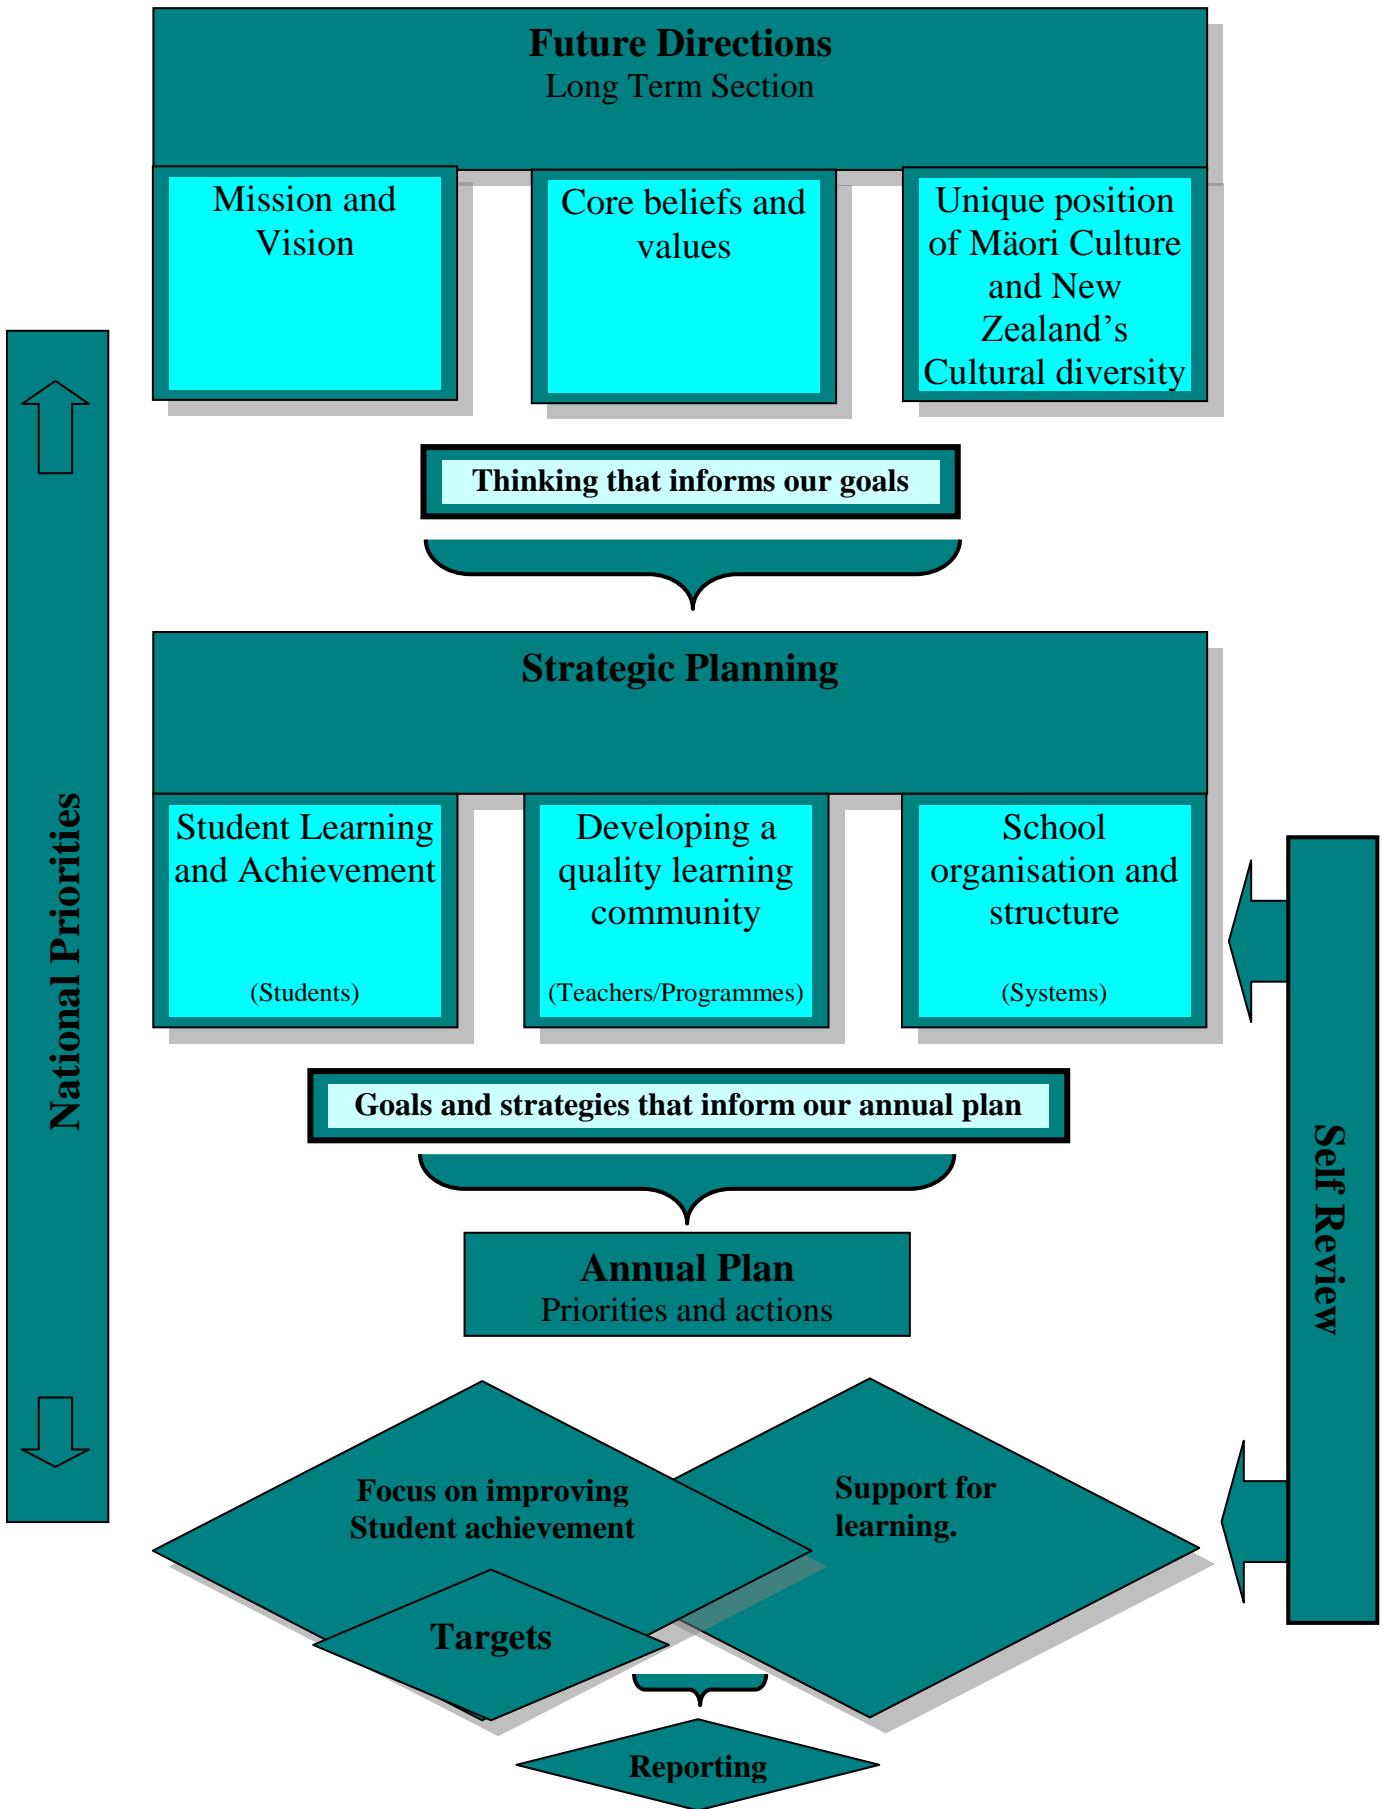 Future Directions
Long Term Section
Mission and
Vision
Core beliefs and
values
Unique position
of Mäori Culture
and New
Zealand’s
Cultural diversity
Thinking that informs our goals
Strategic Planning
Student Learning
and Achievement
(Students)
Developing a
quality learning
community
(Teachers/Programmes)
School
organisation and
structure
(Systems)
National Priorities
Goals and strategies that inform our annual plan
Self Review
Annual Plan
Priorities and actions
Focus on improving
Student achievement
Support for
learning.
Targets
Reporting